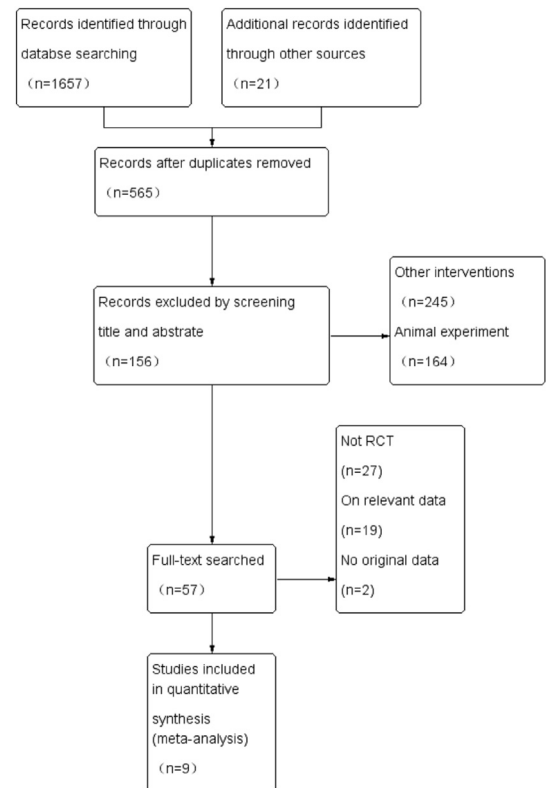 Records identified through
databse searching
（n=1657）
Additional records iddentified
through other sources
（n=21）
Records after duplicates removed
（n=565）
Records excluded by screening
title and abstrate
（n=156）
Other interventions
（n=245）
Animal experiment
（n=164）
Not RCT
(n=27)
On relevant data
(n=19)
No original data
(n=2)
Full-text searched
（n=57）
Studies included
in quantitative
synthesis
(meta-analysis)
（n=9）